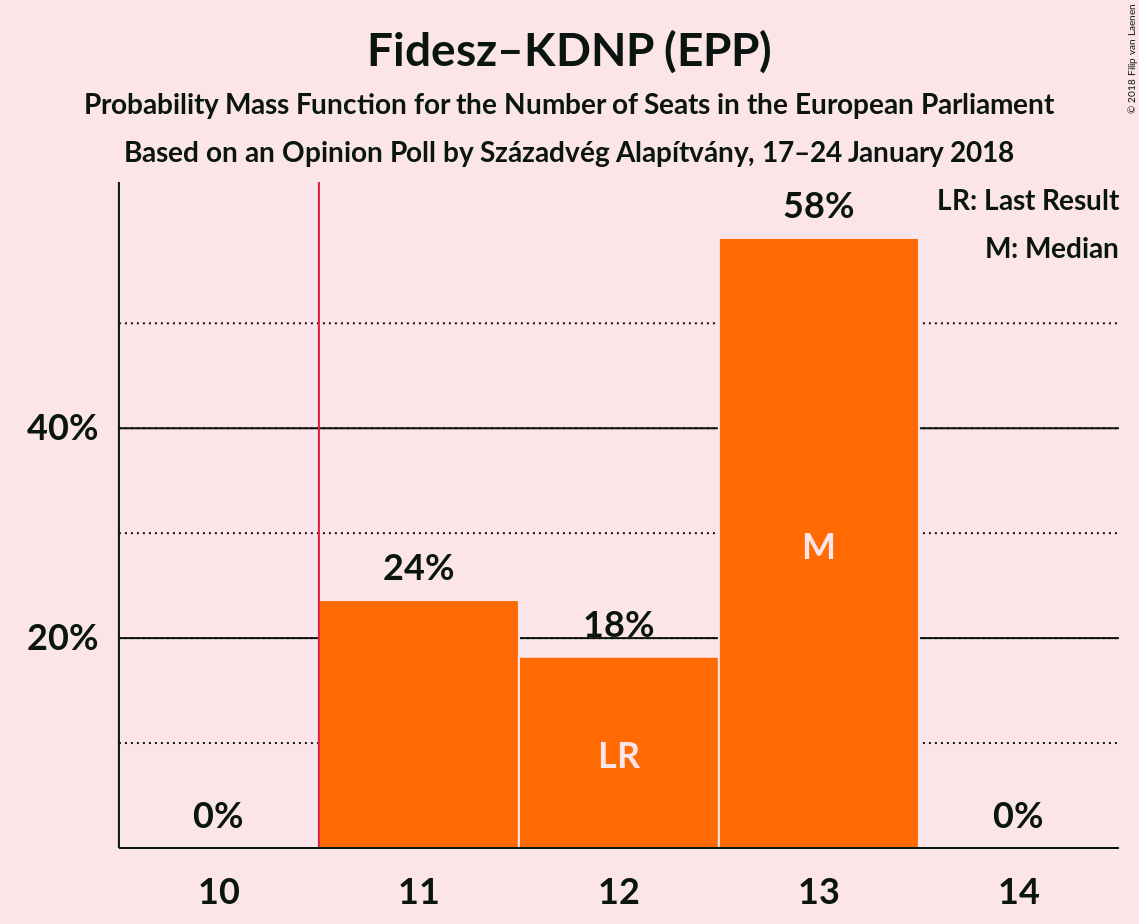 Fidesz–KDNP (EPP)
Probability Mass Function for the Number of Seats in the European Parliament
Based on an Opinion Poll by Századvég Alapítvány, 17–24 January 2018
© 2018 Filip van Laenen
LR: Last Result
M: Median
58%
40%
M
24%
18%
20%
LR
0%
0%
10
11
12
13
14